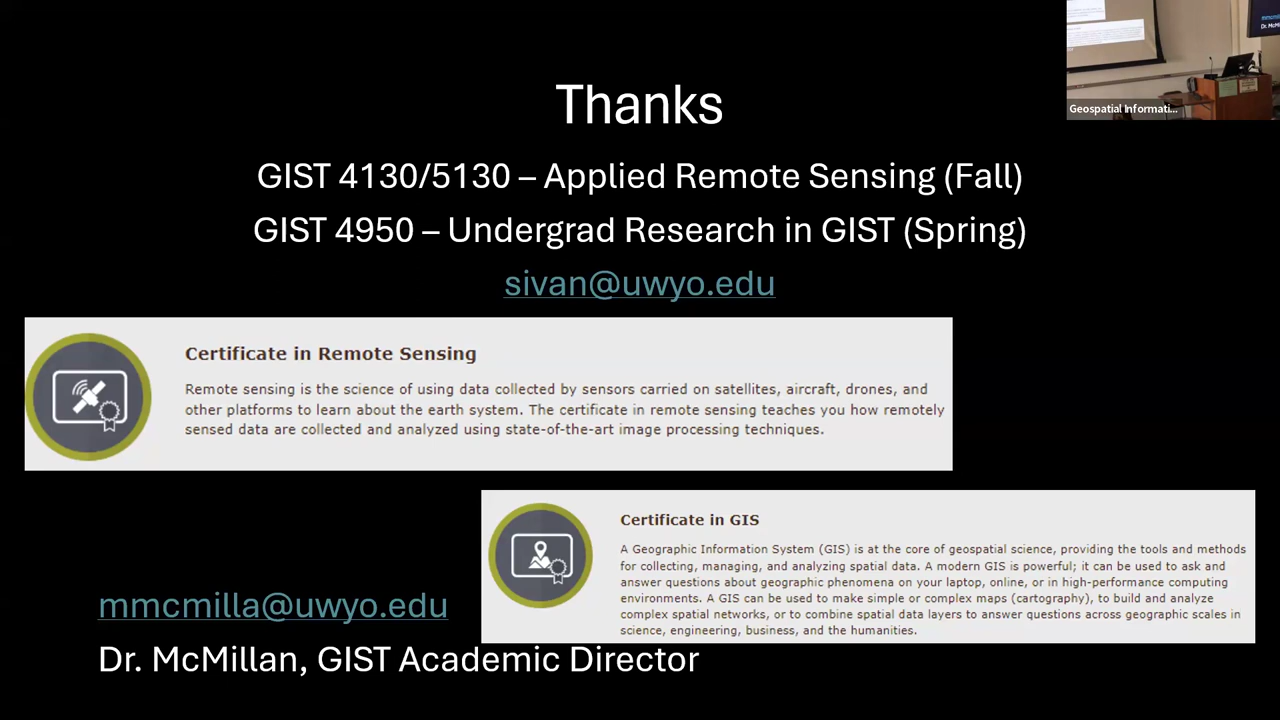 Thanks
GIST 4130/5130 – Applied Remote Sensing (Fall)
GIST 4950 – Undergrad Research in GIST (Spring)
sivan@uwyo.edu
Certificate in Remote Sensing
Remote sensing is the science of using data collected by sensors carried on satellites, aircraft, drones, and
other platforms to learn about the earth system. The certificate in remote sensing teaches you how remotely
sensed data are collected and analyzed using state-of-the-art image processing techniques.
Certificate in GIS
A Geographic Information System (GIS) is at the core of geospatial science, providing the tools and methods
for collecting, managing, and analyzing spatial data. A modern GIS is powerful; it can be used to ask and
answer questions about geographic phenomena on your laptop, online, or in high-performance computing
environments. A GIS can be used to make simple or complex maps (cartography), to build and analyze
complex spatial networks, or to combine spatial data layers to answer questions across geographic scales in
science, engineering, business, and the humanities.
mmcmilla@uwyo.edu
Dr. McMillan, GIST Academic Director
Geospatial Informati...